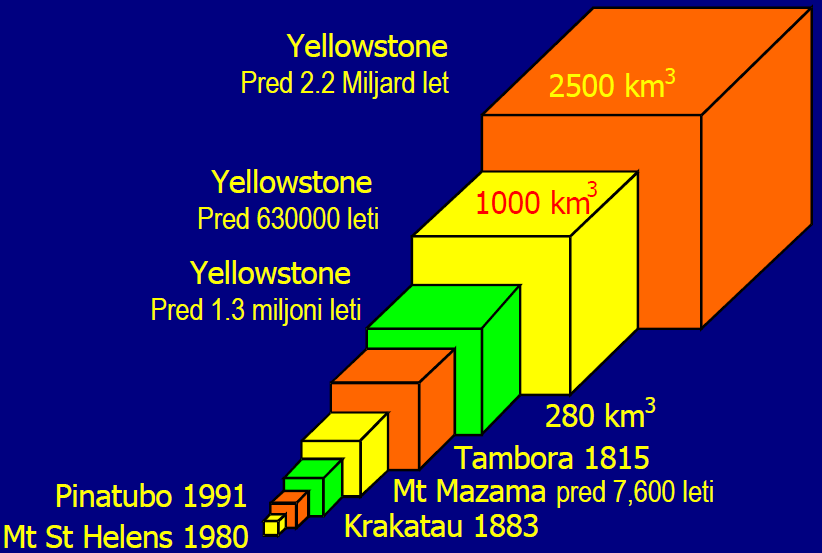 Yellowstone
Pred 2.2 Miljard let
2500 km³
Yellowstone
Pred 630000 leti
1000 km³
Yellowstone
Pred 1.3 miljoni leti
280 km³
Tambora 1815
Mt Mazama pred 7,600 leti
Pinatubo 1991
Krakatau 1883
Mt St Helens 1980